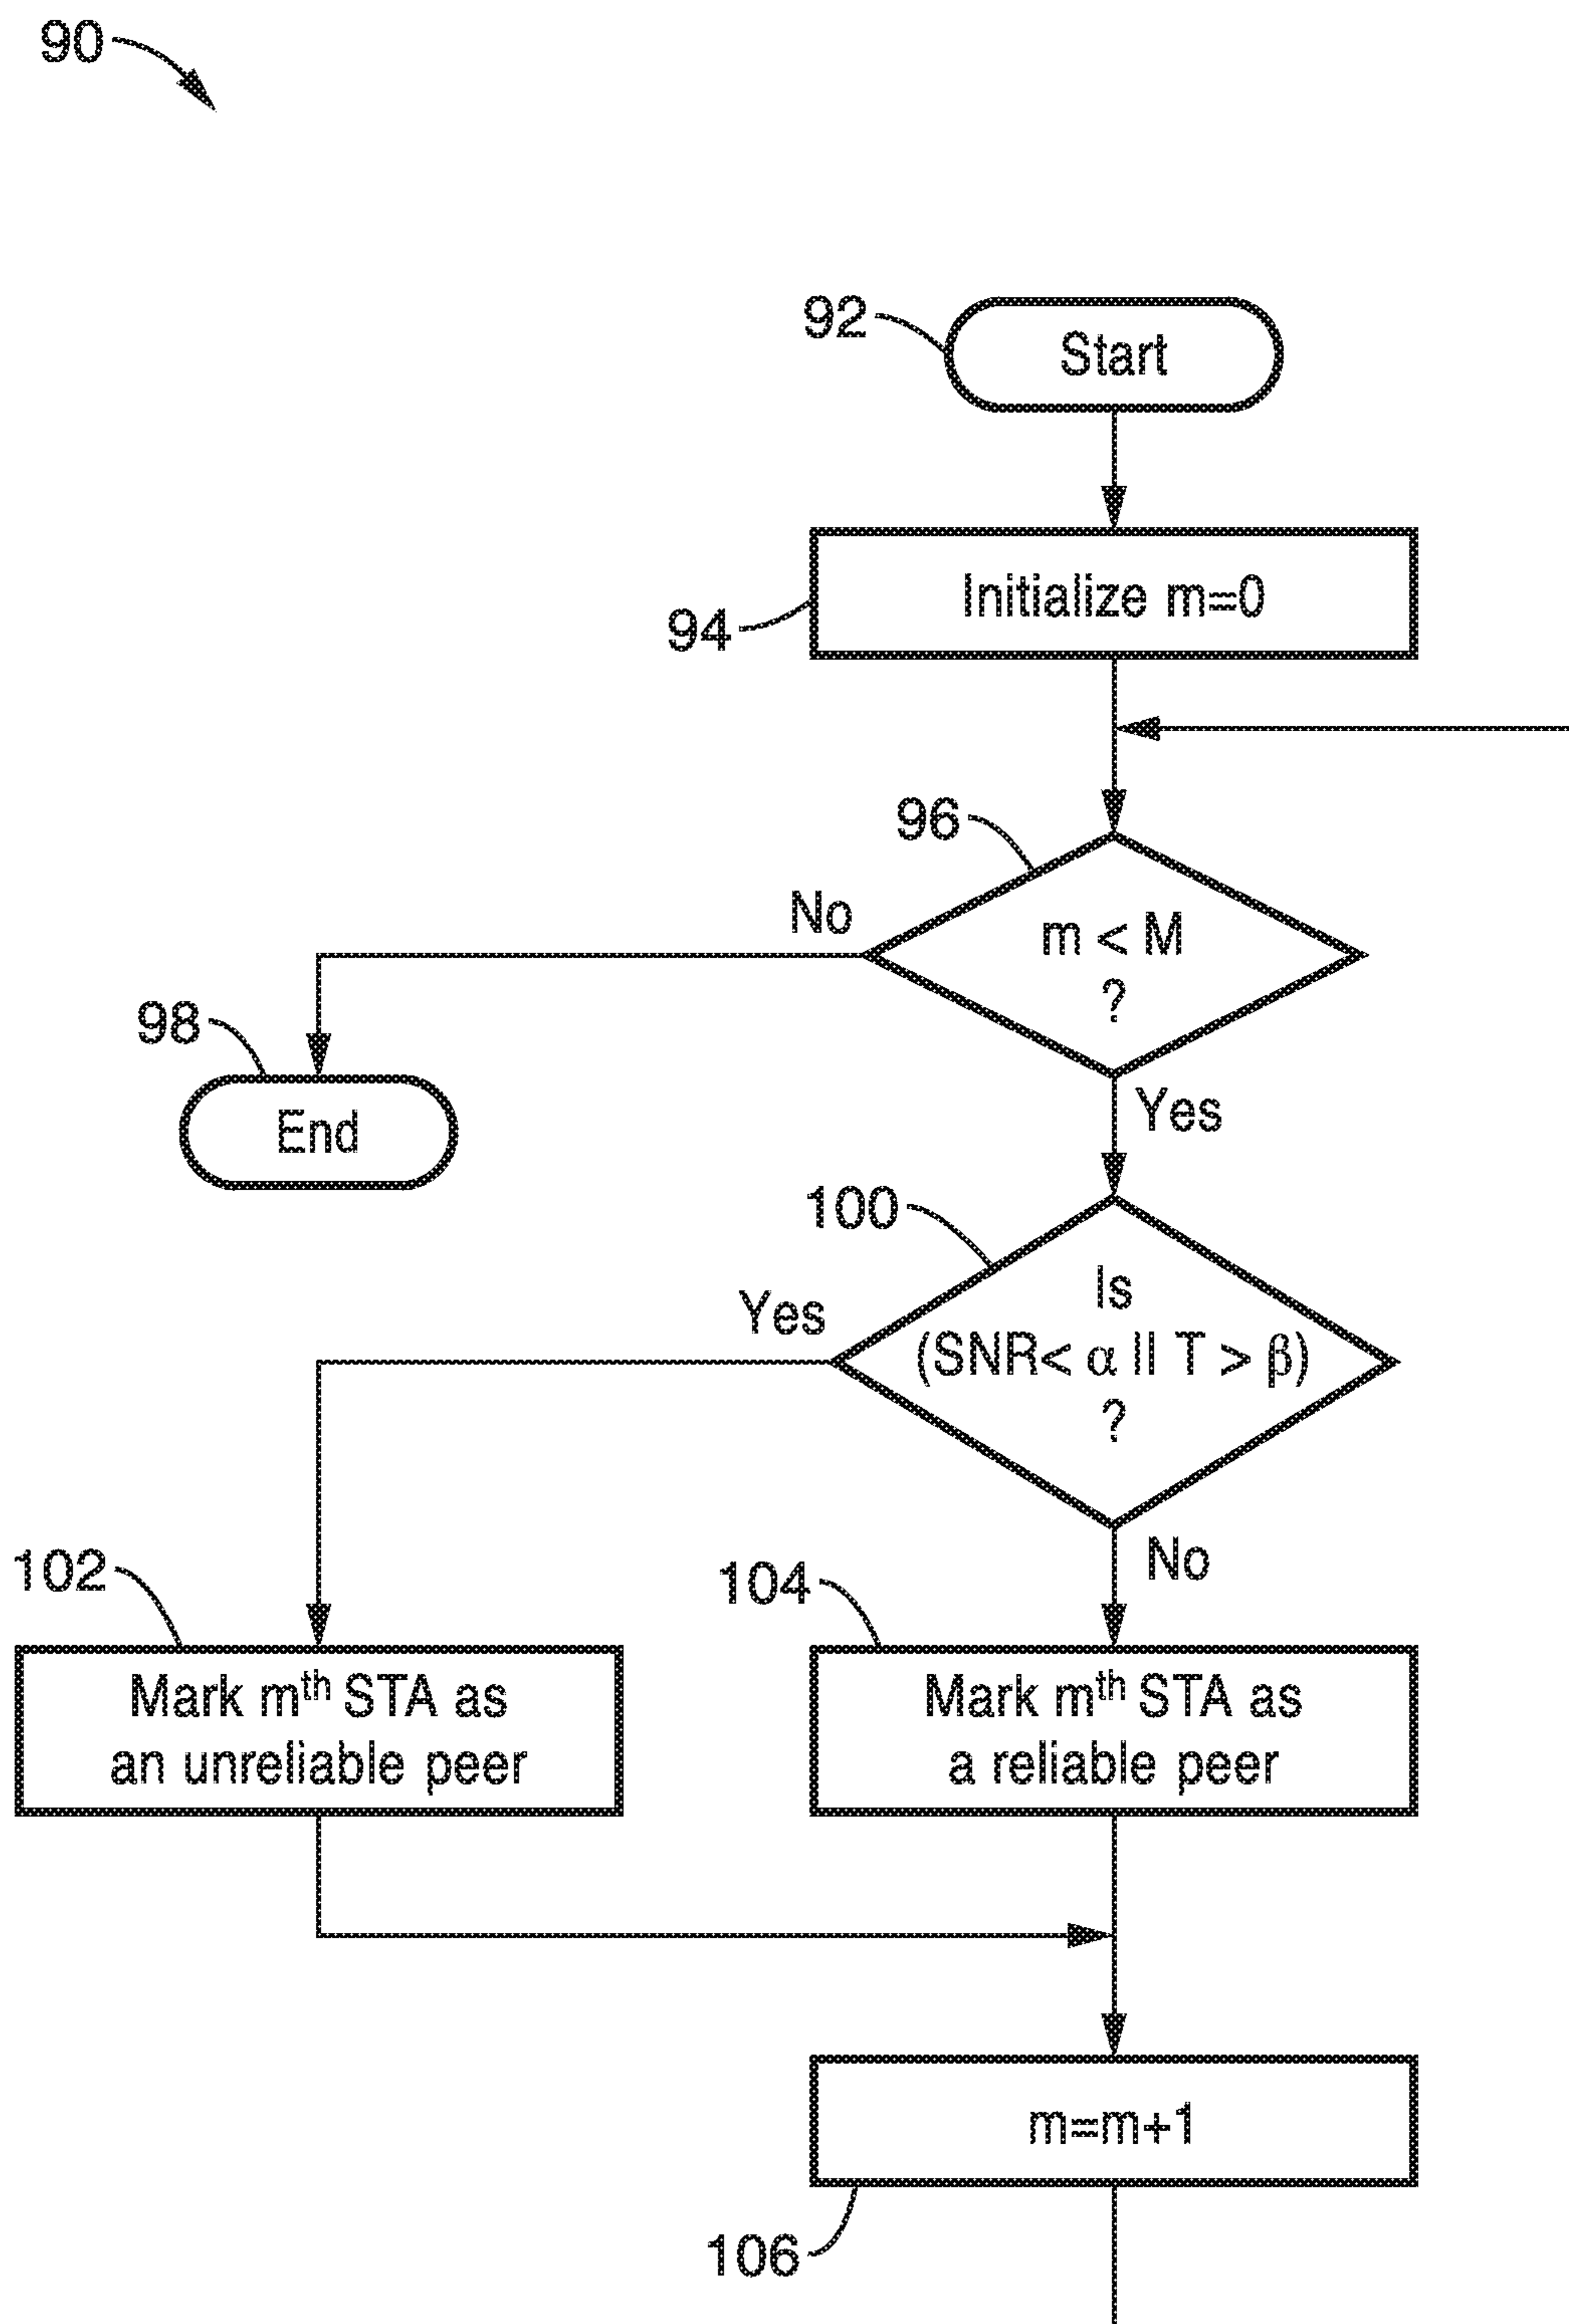 90
92
Start
94
Initialize m=0
96
No
m < M
?
98
End
Yes
100
Yes
Is
(SNR< α || T > β)
?
No
102
104
Mark mth STA as
an unreliable peer
Mark mth STA as
a reliable peer
m=m+1
106